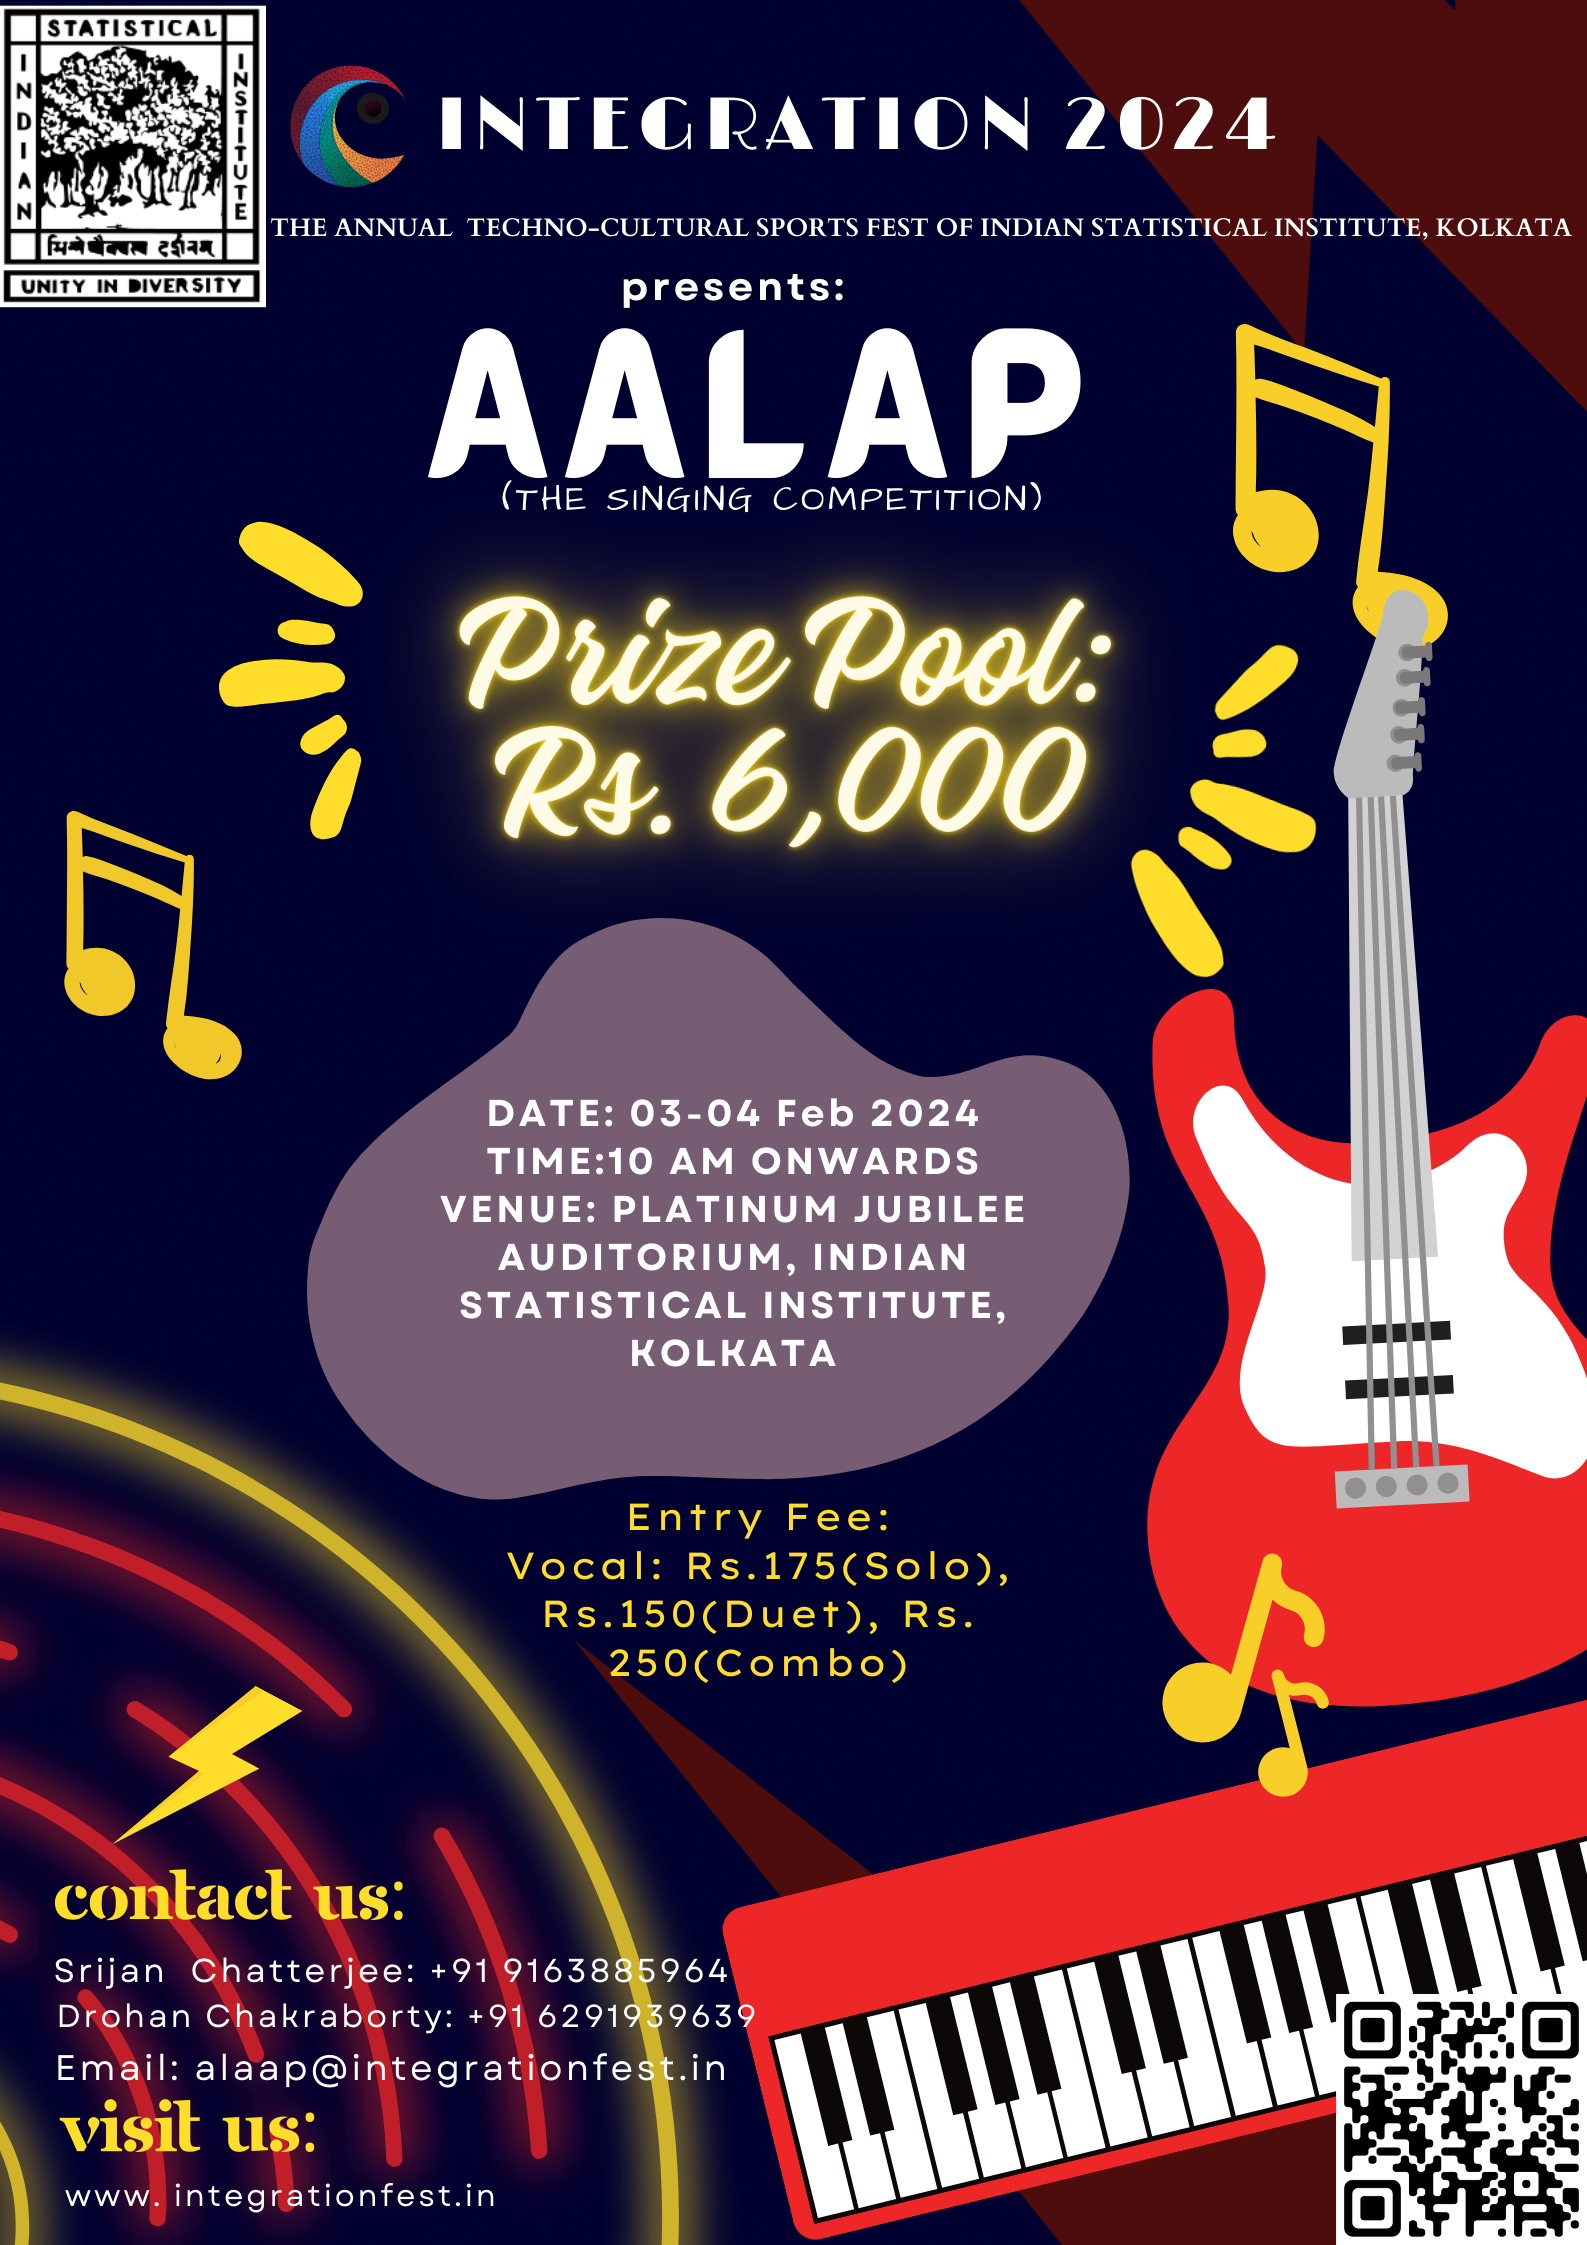 STATISTICAL
INDIAN
INSTITUTE
UNITY IN DIVERSITY
INTEGRATION 2024
THE ANNUAL TECHNO-CULTURAL SPORTS FEST OF INDIAN STATISTICAL INSTITUTE, KOLKATA
presents:
AALAP
(THE SINGING COMPETITION)
Prize Pool:
Rs. 6,000
DATE: 03-04 Feb 2024
TIME:10 AM ONWARDS
VENUE: PLATINUM JUBILEE
AUDITORIUM, INDIAN
STATISTICAL INSTITUTE,
KOLKATA
Entry Fee:
Vocal: Rs.175(Solo),
Rs.150(Duet), Rs.
250(Combo)
contact us:
Srijan Chatterjee: +91 9163885964
Drohan Chakraborty: +91 6291939639
Email: alaap@integrationfest.in
visit us:
www. integrationfest.in